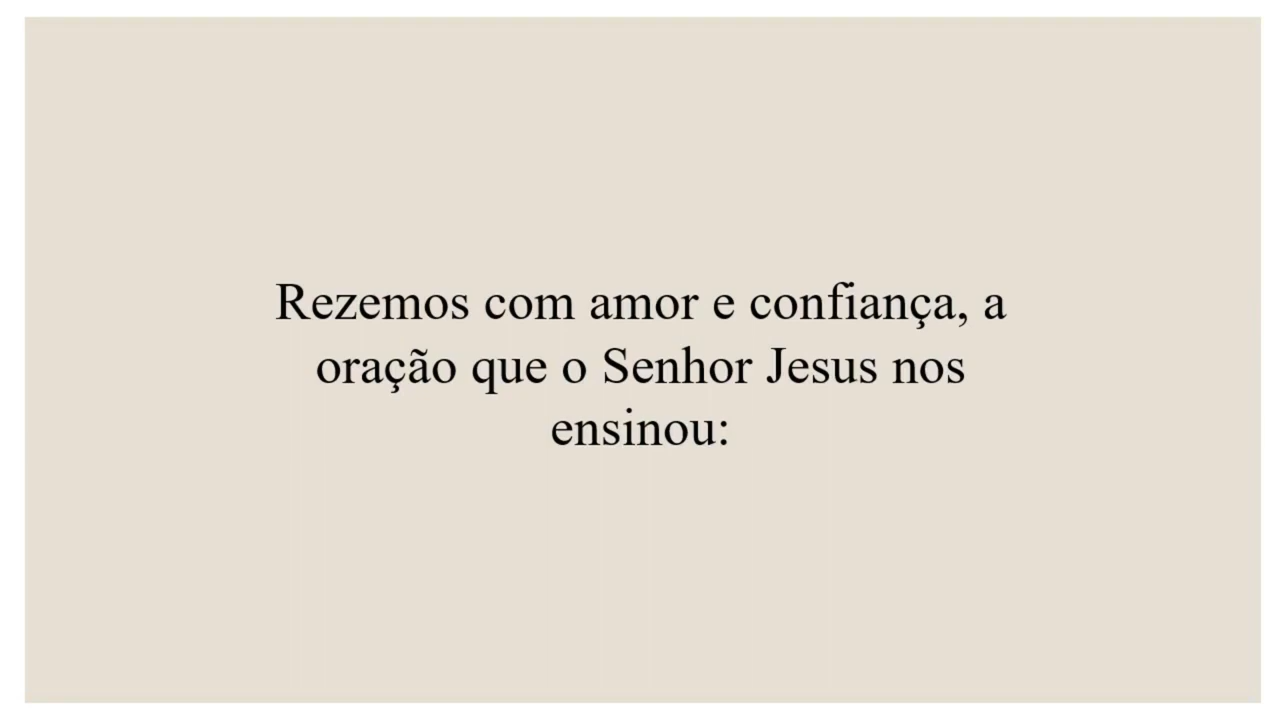 Rezemos com amor e confiança, a
oração que o Senhor Jesus nos
ensinou: